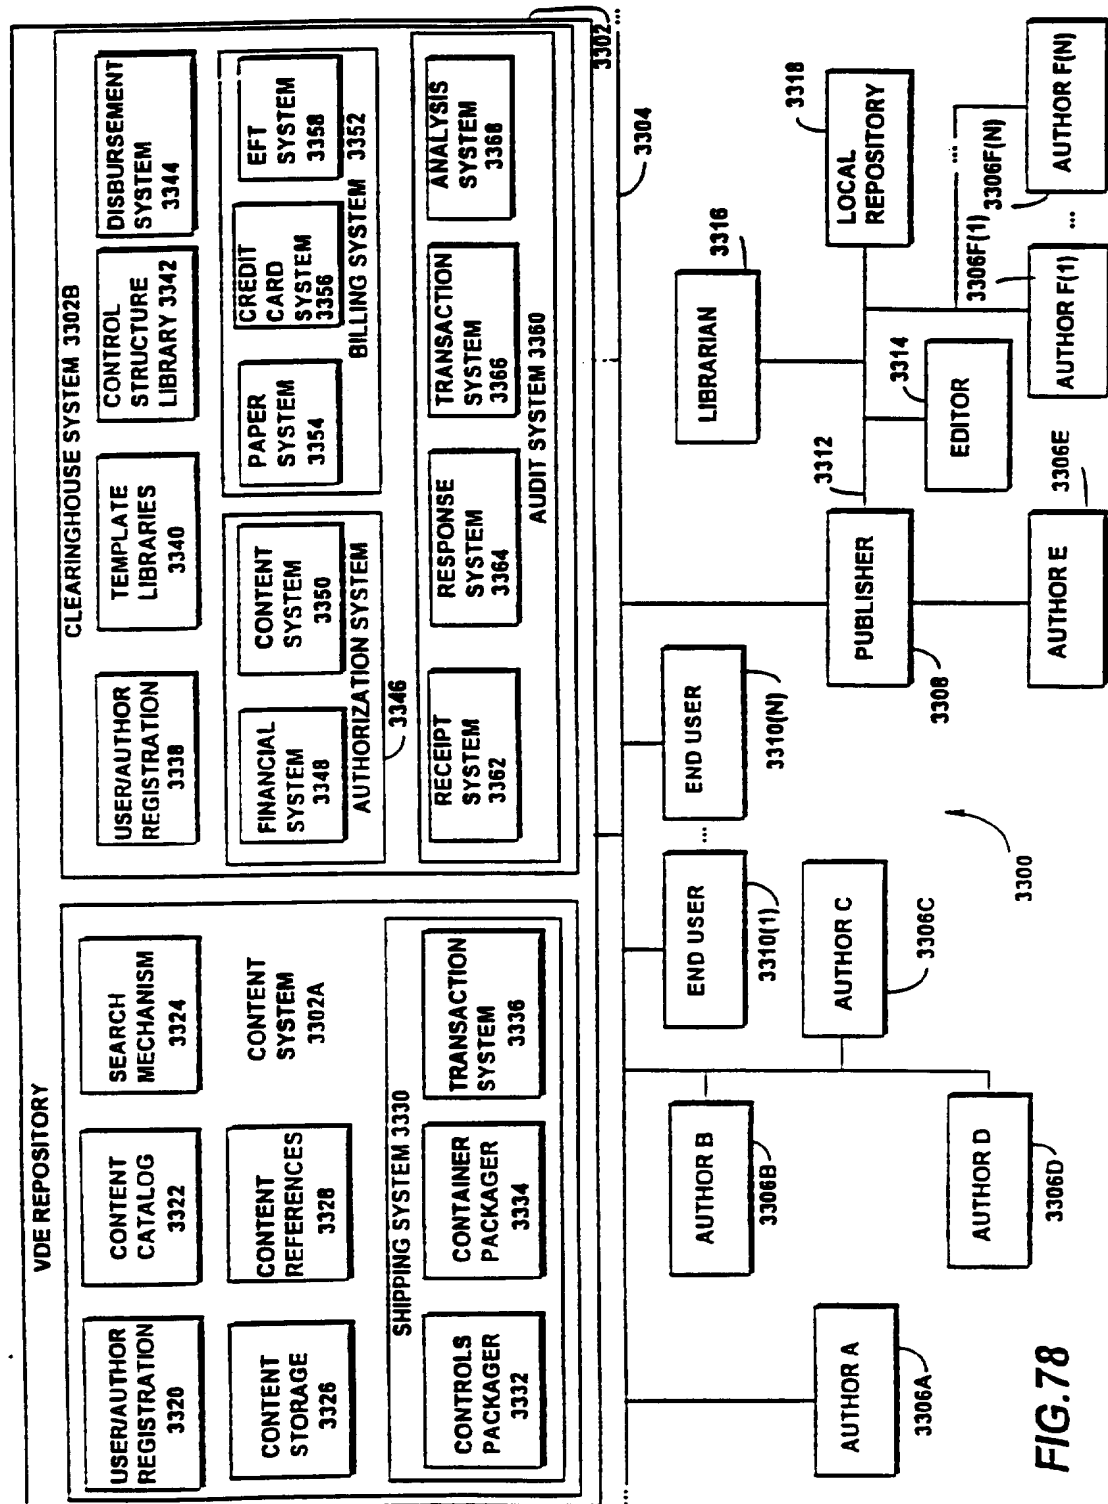 VDE REPOSITORY
USER/AUTHOR
REGISTRATION
3320
CONTENT
CATALOG
3322
SEARCH
MECHANISM
3324
CONTENT
STORAGE
3326
CONTENT
REFERENCES
3328
CONTENT
SYSTEM
3302A
SHIPPING SYSTEM 3330
CONTROLS
PACKAGER
3332
CONTAINER
PACKAGER
3334
TRANSACTION
SYSTEM
3336
CLEARINGHOUSE SYSTEM 3302B
USER/AUTHOR
REGISTRATION
3338
TEMPLATE
LIBRARIES
3340
CONTROL
STRUCTURE
LIBRARY 3342
DISBURSEMENT
SYSTEM
3344
FINANCIAL
SYSTEM
3348
CONTENT
SYSTEM
3350
AUTHORIZATION SYSTEM
3346
PAPER
SYSTEM
3354
CREDIT
CARD
SYSTEM
3356
EFT
SYSTEM
3358
BILLING SYSTEM 3352
RECEIPT
SYSTEM
3362
RESPONSE
SYSTEM
3364
TRANSACTION
SYSTEM
3366
ANALYSIS
SYSTEM
3368
AUDIT SYSTEM 3360
3302
...
...
3304
AUTHOR A
3306A
AUTHOR B
3306B
AUTHOR C
3306C
AUTHOR D
3306D
END USER
3310(1)
...
END USER
3310(N)
PUBLISHER
3308
3312
AUTHOR E
3306E
EDITOR
3314
LIBRARIAN
3316
LOCAL
REPOSITORY
3318
AUTHOR F(1)
3306F(1)
...
...
AUTHOR F(N)
3306F(N)
3300
FIG.78